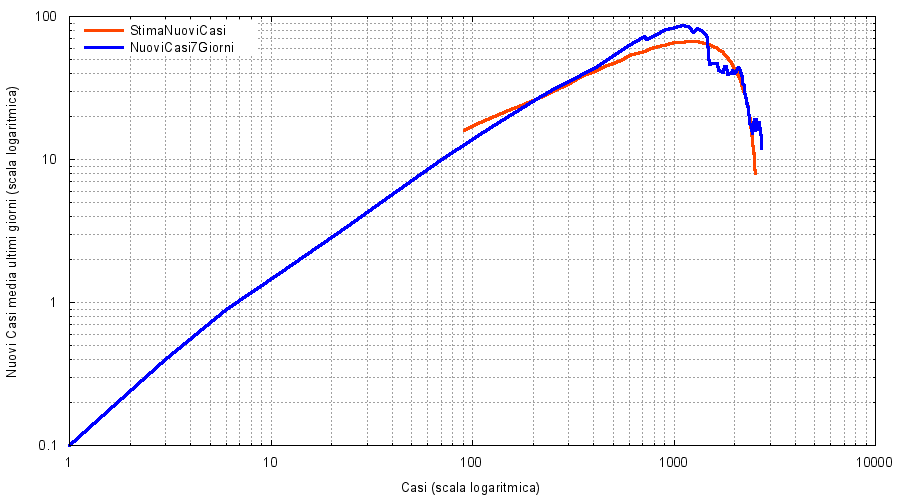 StimaNuoviCasi
NuoviCasi7Giorni
100
10
1
0.1
Nuovi Casi media ultimi giorni (scala logaritmica)
1
10
100
1000
10000
Casi (scala logaritmica)